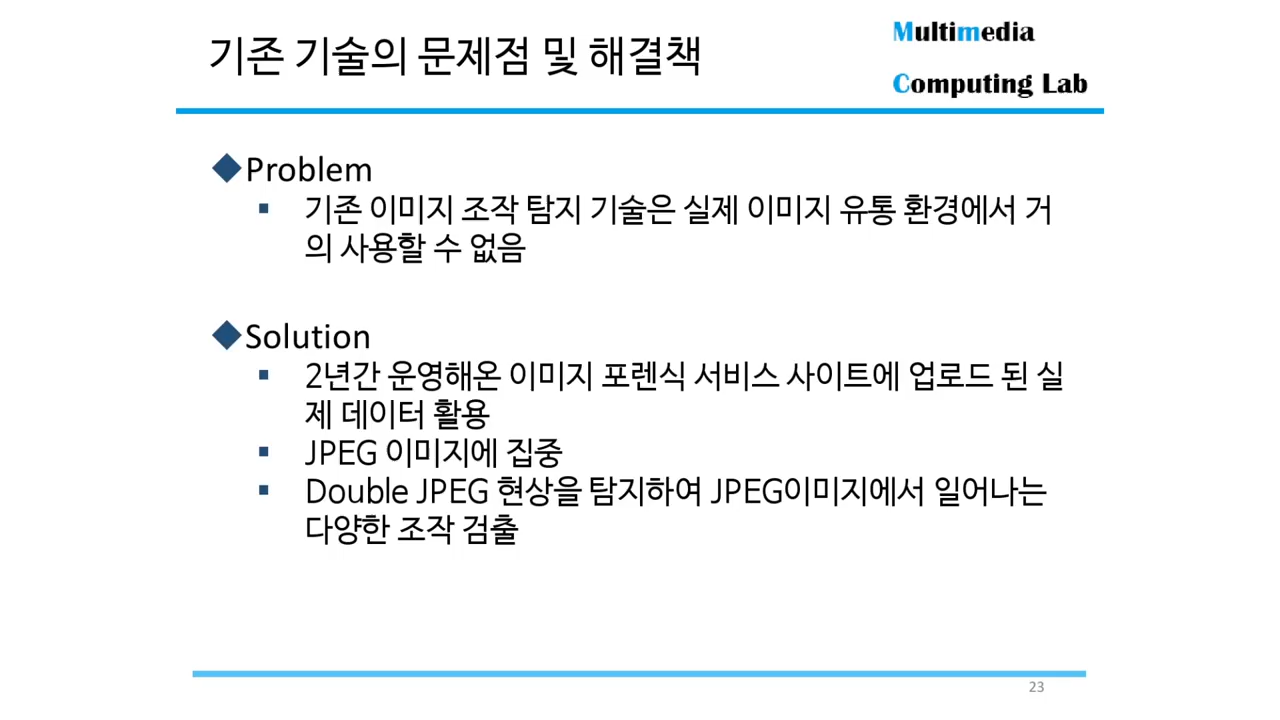 기존 기술의 문제점 및 해결책
Multimedia
Computing Lab
Problem
기존 이미지 조작 탐지 기술은 실제 이미지 유통 환경에서 거
의 사용할 수 없음
Solution
2년간 운영해온 이미지 포렌식 서비스 사이트에 업로드 된 실
제 데이터 활용
JPEG 이미지에 집중
Double JPEG 현상을 탐지하여 JPEG이미지에서 일어나는
다양한 조작 검출
23